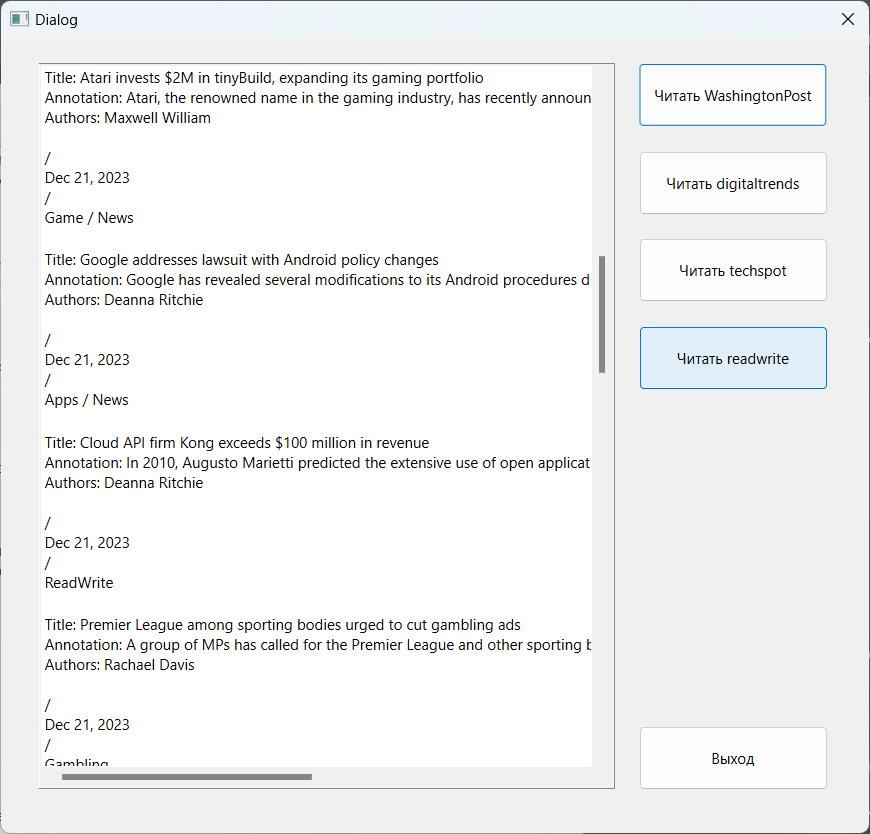 Dialog
Title: Atari invests $2M in tinyBuild, expanding its gaming portfolio
Annotation: Atari, the renowned name in the gaming industry, has recently announ
Authors: Maxwell William
/
Dec 21, 2023
/
Game / News
Title: Google addresses lawsuit with Android policy changes
Annotation: Google has revealed several modifications to its Android procedures d
Authors: Deanna Ritchie
/
Dec 21, 2023
/
Apps / News
Title: Cloud API firm Kong exceeds $100 million in revenue
Annotation: In 2010, Augusto Marietti predicted the extensive use of open applicat
Authors: Deanna Ritchie
/
Dec 21, 2023
/
ReadWrite
Title: Premier League among sporting bodies urged to cut gambling ads
Annotation: A group of MPs has called for the Premier League and other sporting b
Authors: Rachael Davis
/
Dec 21, 2023
/
Gambling
Читать WashingtonPost
Читать digitaltrends
Читать techspot
Читать readwrite
Выход